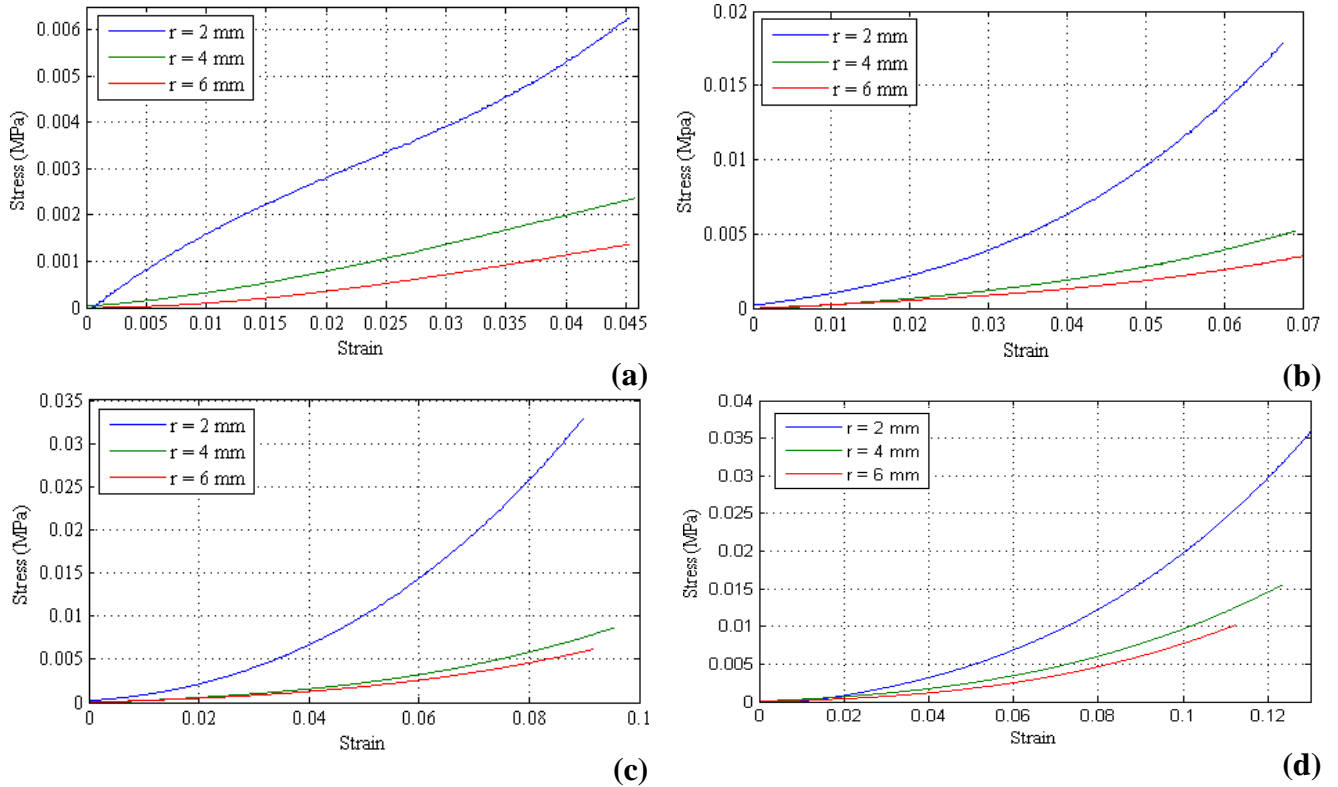 0.006
0.005
0.004
0.003
0.002
0.001
0
Stress (MPa)
r = 2 mm
r = 4 mm
r = 6 mm
0 0.005 0.01 0.015 0.02 0.025 0.03 0.035 0.04 0.045
Strain
(a)
0.02
0.015
0.01
0.005
0
Stress (Mpa)
r = 2 mm
r = 4 mm
r = 6 mm
0 0.01 0.02 0.03 0.04 0.05 0.06 0.07
Strain
(b)
0.035
0.03
0.025
0.02
0.015
0.01
0.005
0
Stress (MPa)
r = 2 mm
r = 4 mm
r = 6 mm
0 0.02 0.04 0.06 0.08 0.1
Strain
(c)
0.04
0.035
0.03
0.025
0.02
0.015
0.01
0.005
0
Stress (MPa)
r = 2 mm
r = 4 mm
r = 6 mm
0 0.02 0.04 0.06 0.08 0.1 0.12
Strain
(d)